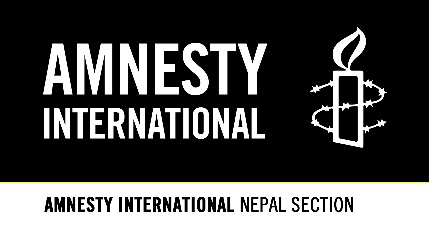 AMNESTY
INTERNATIONAL
AMNESTY INTERNATIONAL NEPAL SECTION